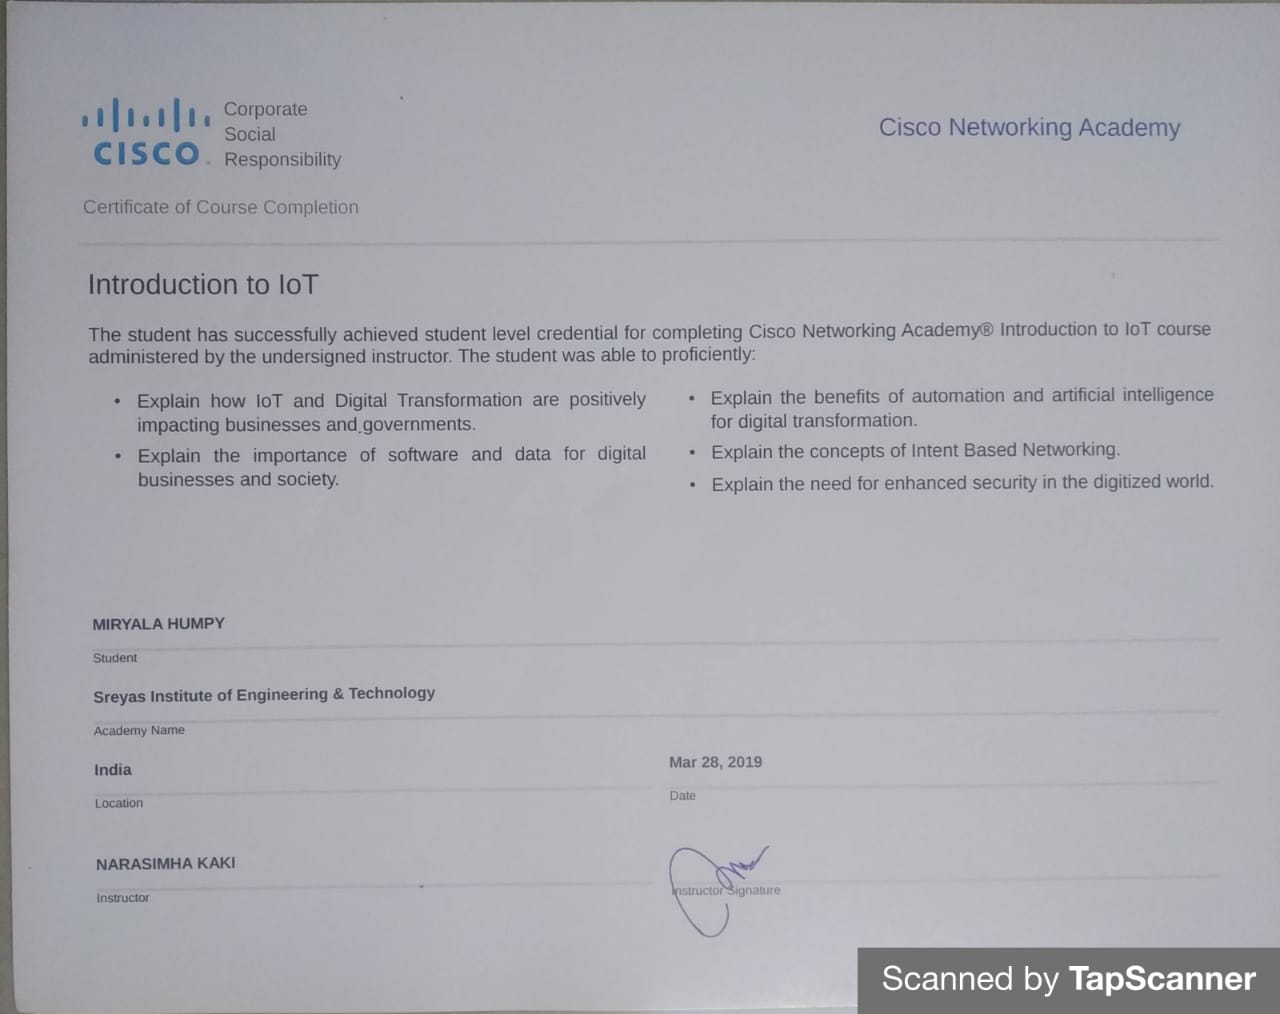 CISCO
Corporate
Social
Responsibility
Cisco Networking Academy
Certificate of Course Completion
Introduction to IoT
The student has successfully achieved student level credential for completing Cisco Networking Academy® Introduction to IoT course
administered by the undersigned instructor. The student was able to proficiently:
• Explain how IoT and Digital Transformation are positively
impacting businesses and governments.
• Explain the importance of software and data for digital
businesses and society.
• Explain the benefits of automation and artificial intelligence
for digital transformation.
• Explain the concepts of Intent Based Networking.
• Explain the need for enhanced security in the digitized world.
MIRYALA HUMPY
Student
Sreyas Institute of Engineering & Technology
Academy Name
India
Location
Mar 28, 2019
Date
NARASIMHA KAKI
Instructor
Instructor Signature
Scanned by TapScanner